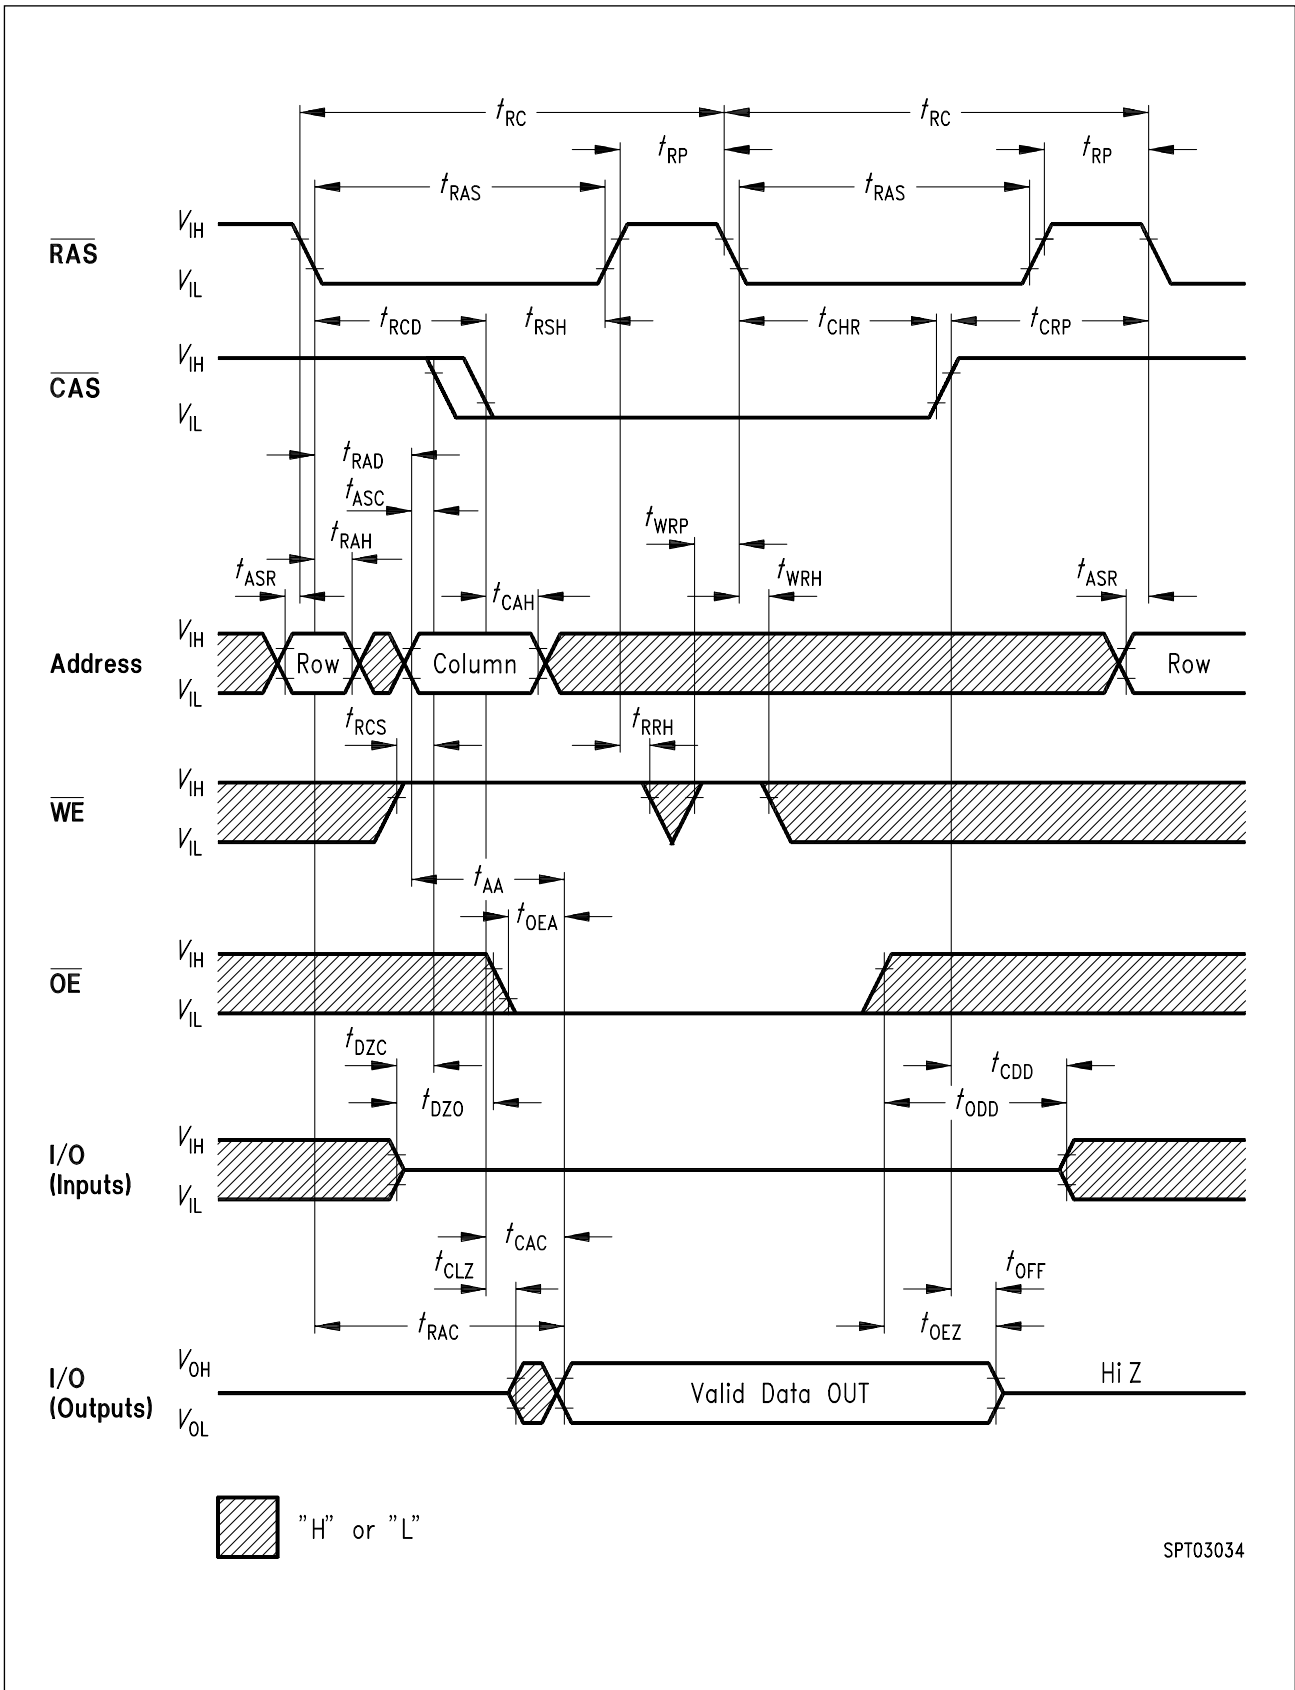 tRC tRC
tRP tRP
tRAS tRAS
VIH
RAS
VIL
tRCD tRSH tCHR tCRP
VIH
CAS
VIL
tRAD
tASC
tRAH tWRP
tASR tCAH tWRH tASR
VIH
Address Row Column Row
VIL
tRCS tRRH
VIH
WE
VIL
tAA
tOEA
VIH
OE
VIL
tDZC tCDD
tDZO tODD
VIH
I/O
(Inputs)
VIL
tCAC
tCLZ tOFF
tRAC tOEZ
VOH Hi Z
I/O Valid Data OUT
(Outputs)
VOL
"H" or "L"
SPT03034